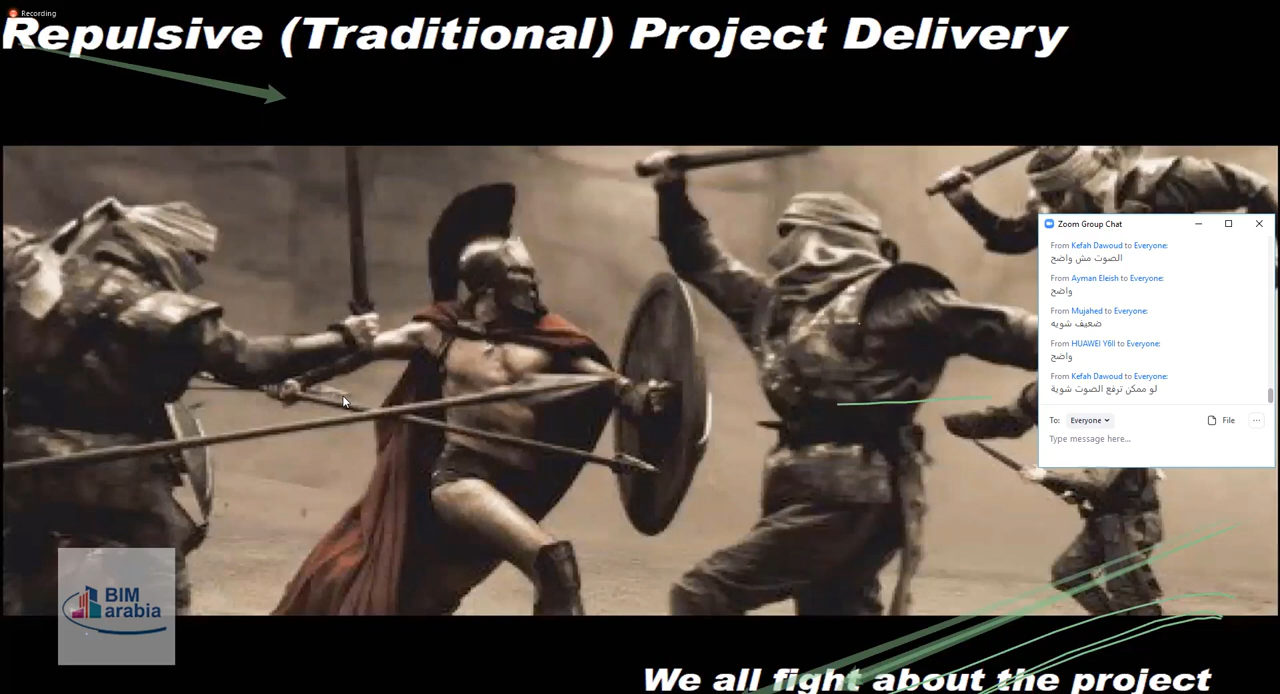 Recording
Repulsive (Traditional) Project Delivery
Zoom Group Chat
From Kefah Dawoud to Everyone:
الصوت مش واضح
From Ayman Eleish to Everyone:
واضح
From Mujahed to Everyone:
ضعيف شويه
From HUAWEI Y6II to Everyone:
واضح
From Kefah Dawoud to Everyone:
لو ممكن ترفع الصوت شوية
To: Everyone File
Type message here...
BIM
arabia
We all fight about the project